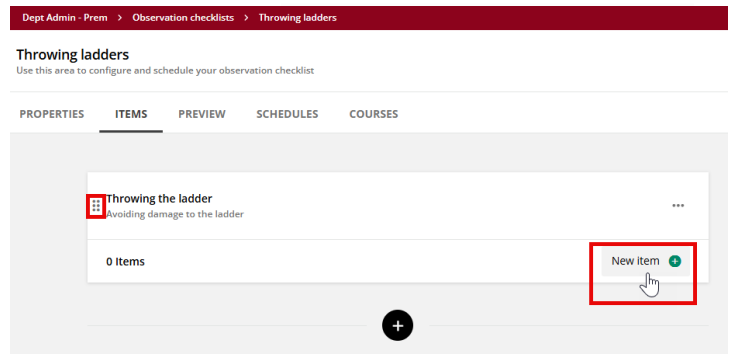 Dept Admin - Prem > Observation checklists > Throwing ladders
Throwing ladders
Use this area to configure and schedule your observation checklist
PROPERTIES ITEMS PREVIEW SCHEDULES COURSES
Throwing the ladder
Avoiding damage to the ladder
0 Items
New item